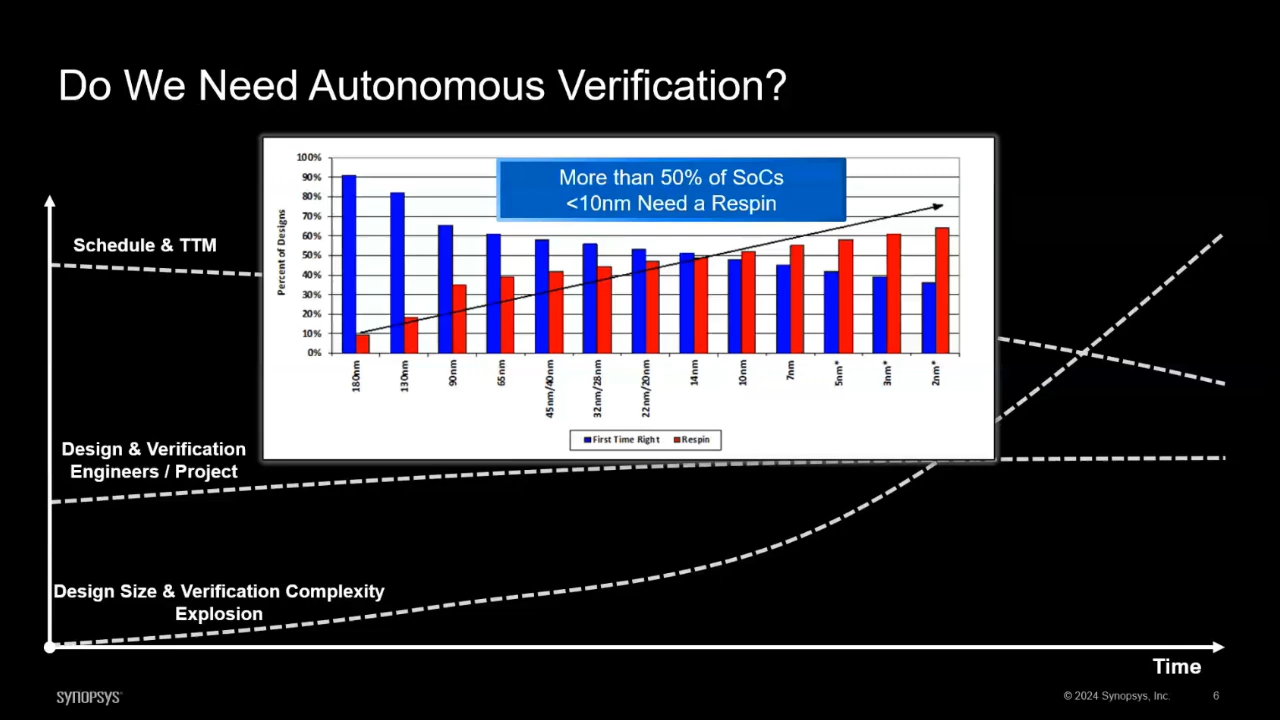 Do We Need Autonomous Verification?
More than 50% of SoCs
<10nm Need a Respin
100%
90%
80%
70%
60%
50%
40%
30%
20%
10%
0%
Percent of Designs
180nm
130nm
90nm
65nm
45nm/40nm
32nm/28nm
22nm/20nm
14nm
10nm
7nm
5nm*
3nm*
2nm*
First Time Right
Respin
Schedule & TTM
Design & Verification
Engineers / Project
Design Size & Verification Complexity
Explosion
Time
SYNOPSYS®
© 2024 Synopsys, Inc.
6